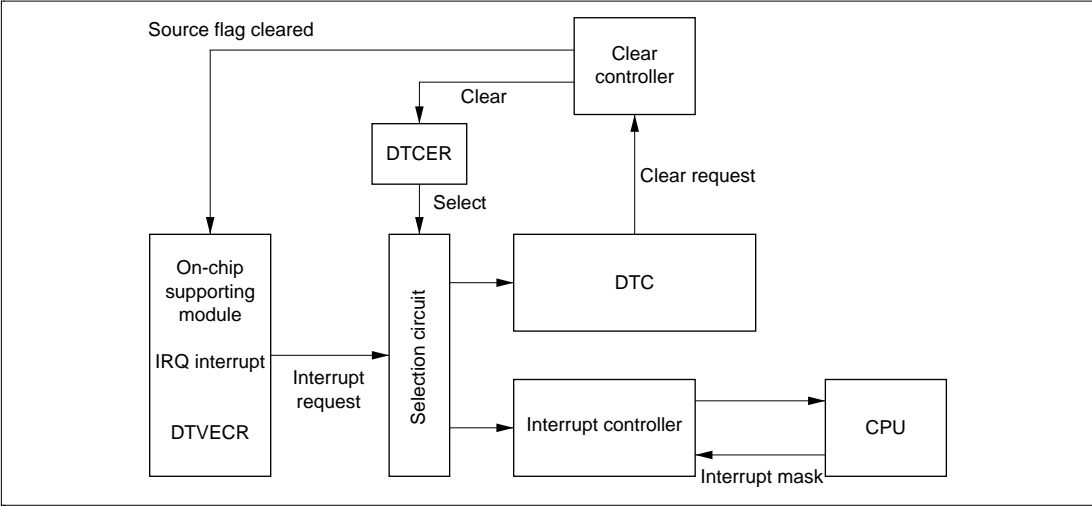 Source flag cleared
Clear
controller
Clear
DTCER
Clear request
Select
On-chip
supporting
module
IRQ interrupt
DTVECR
Interrupt
request
Selection circuit
DTC
Interrupt controller
CPU
Interrupt mask